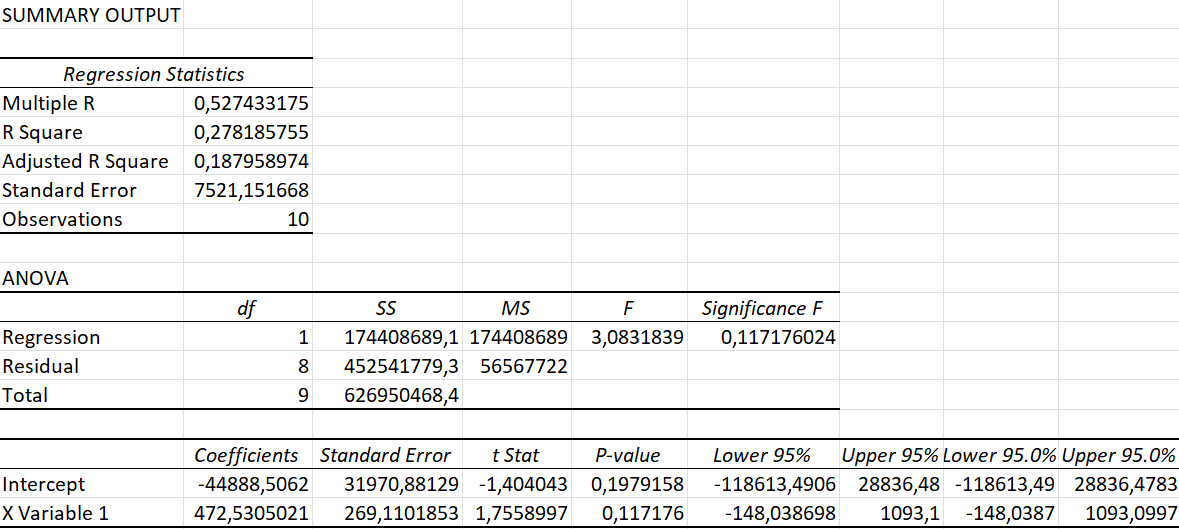 SUMMARY OUTPUT
Regression Statistics
Multiple R 0,527433175
R Square 0,278185755
Adjusted R Square 0,187958974
Standard Error 7521,151668
Observations 10
ANOVA
df SS MS F Significance F
Regression 1 174408689,1 174408689 3,0831839 0,117176024
Residual 8 452541779,3 56567722
Total 9 626950468,4
Coefficients Standard Error t Stat P-value Lower 95% Upper 95% Lower 95.0% Upper 95.0%
Intercept -44888,5062 31970,88129 -1,404043 0,1979158 -118613,4906 28836,48 -118613,49 28836,4783
X Variable 1 472,5305021 269,1101853 1,7558997 0,117176 -148,038698 1093,1 -148,0387 1093,0997